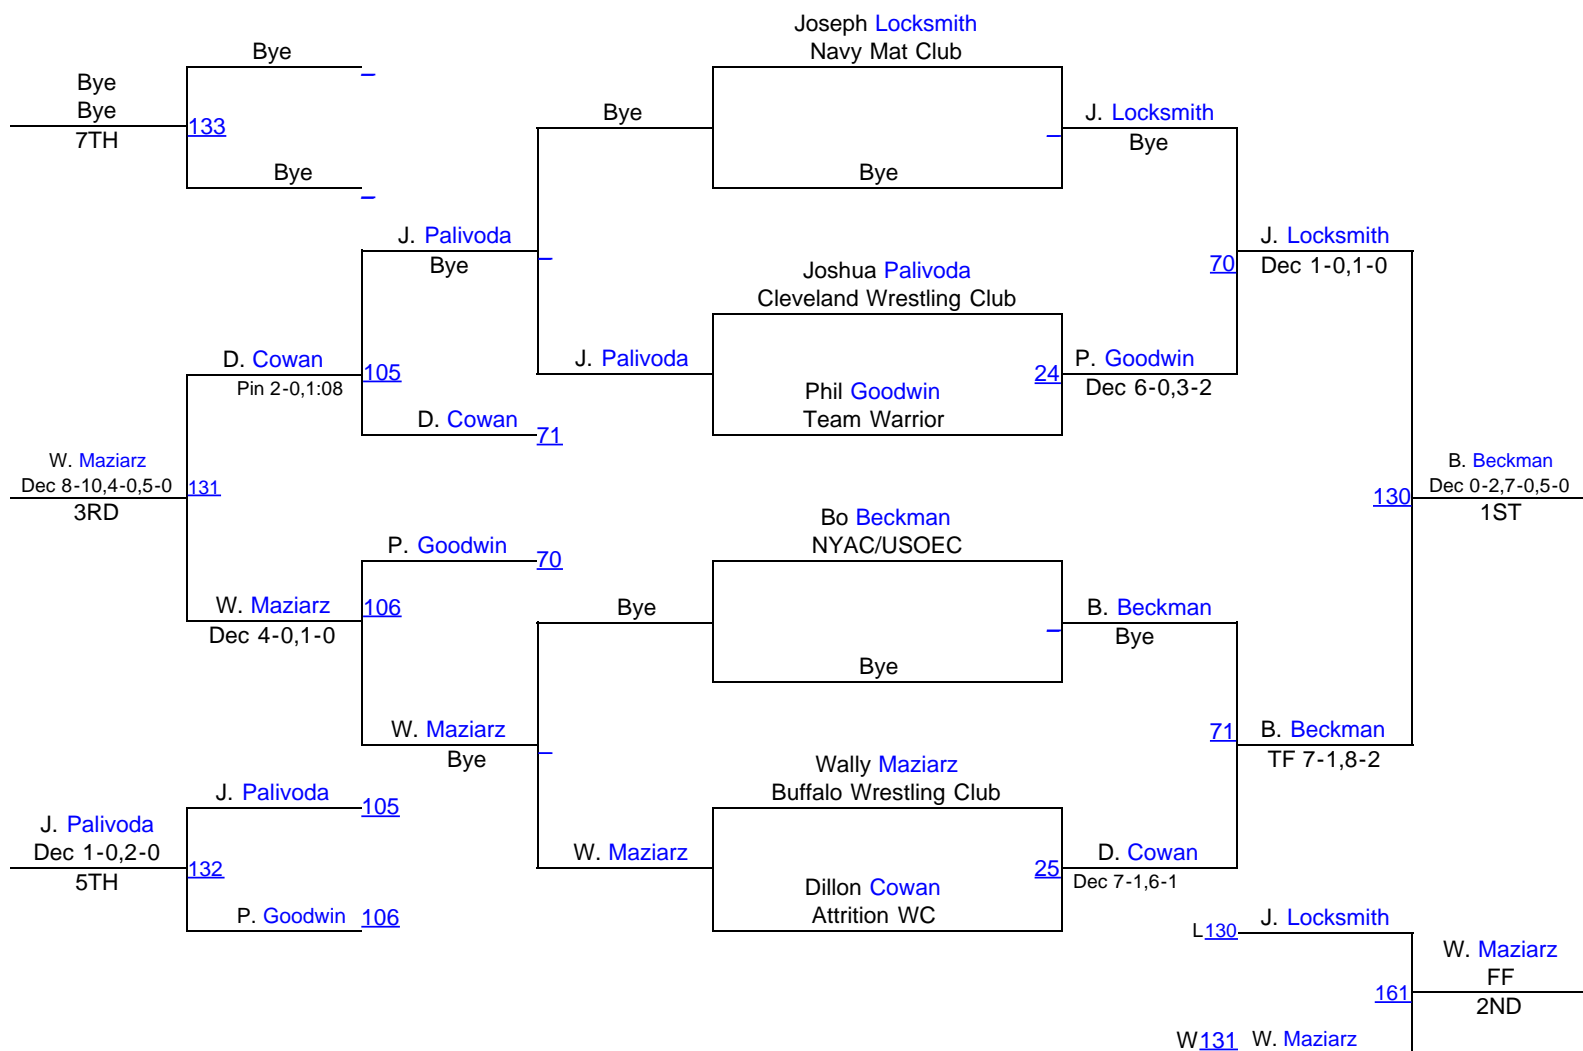 Joseph Locksmith
Navy Mat Club
Bye
Bye
Bye
7TH
133
Bye
_
_
Bye
J. Locksmith
Bye
_
Bye
J. Palivoda
Bye
_
J. Locksmith
Dec 1-0,1-0
70
Joshua Palivoda
Cleveland Wrestling Club
D. Cowan
Pin 2-0,1:08
105
J. Palivoda
Phil Goodwin
Team Warrior
24
P. Goodwin
Dec 6-0,3-2
D. Cowan
71
W. Maziarz
Dec 8-10,4-0,5-0
3RD
131
B. Beckman
Dec 0-2,7-0,5-0
1ST
130
Bo Beckman
NYAC/USOEC
P. Goodwin
70
W. Maziarz
Dec 4-0,1-0
106
Bye
Bye
_
B. Beckman
Bye
W. Maziarz
Bye
_
71
B. Beckman
TF 7-1,8-2
Wally Maziarz
Buffalo Wrestling Club
J. Palivoda
105
J. Palivoda
Dec 1-0,2-0
5TH
132
P. Goodwin
106
W. Maziarz
Dillon Cowan
Attrition WC
25
D. Cowan
Dec 7-1,6-1
L130
J. Locksmith
W. Maziarz
FF
2ND
161
W131 W. Maziarz